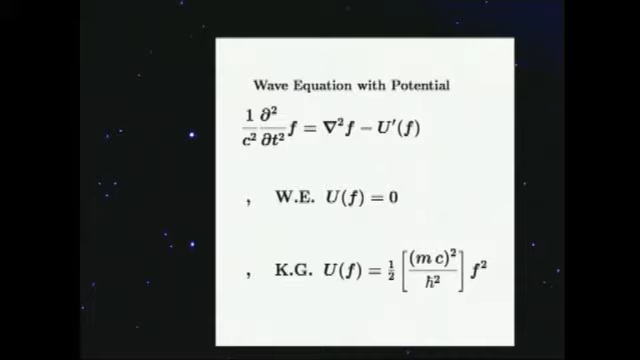 Wave Equation with Potential
1/c² ∂²/∂t² f = ∇²f − U′(f)
, W.E. U(f) = 0
, K.G. U(f) = ½ [(m c)²/ħ²] f²